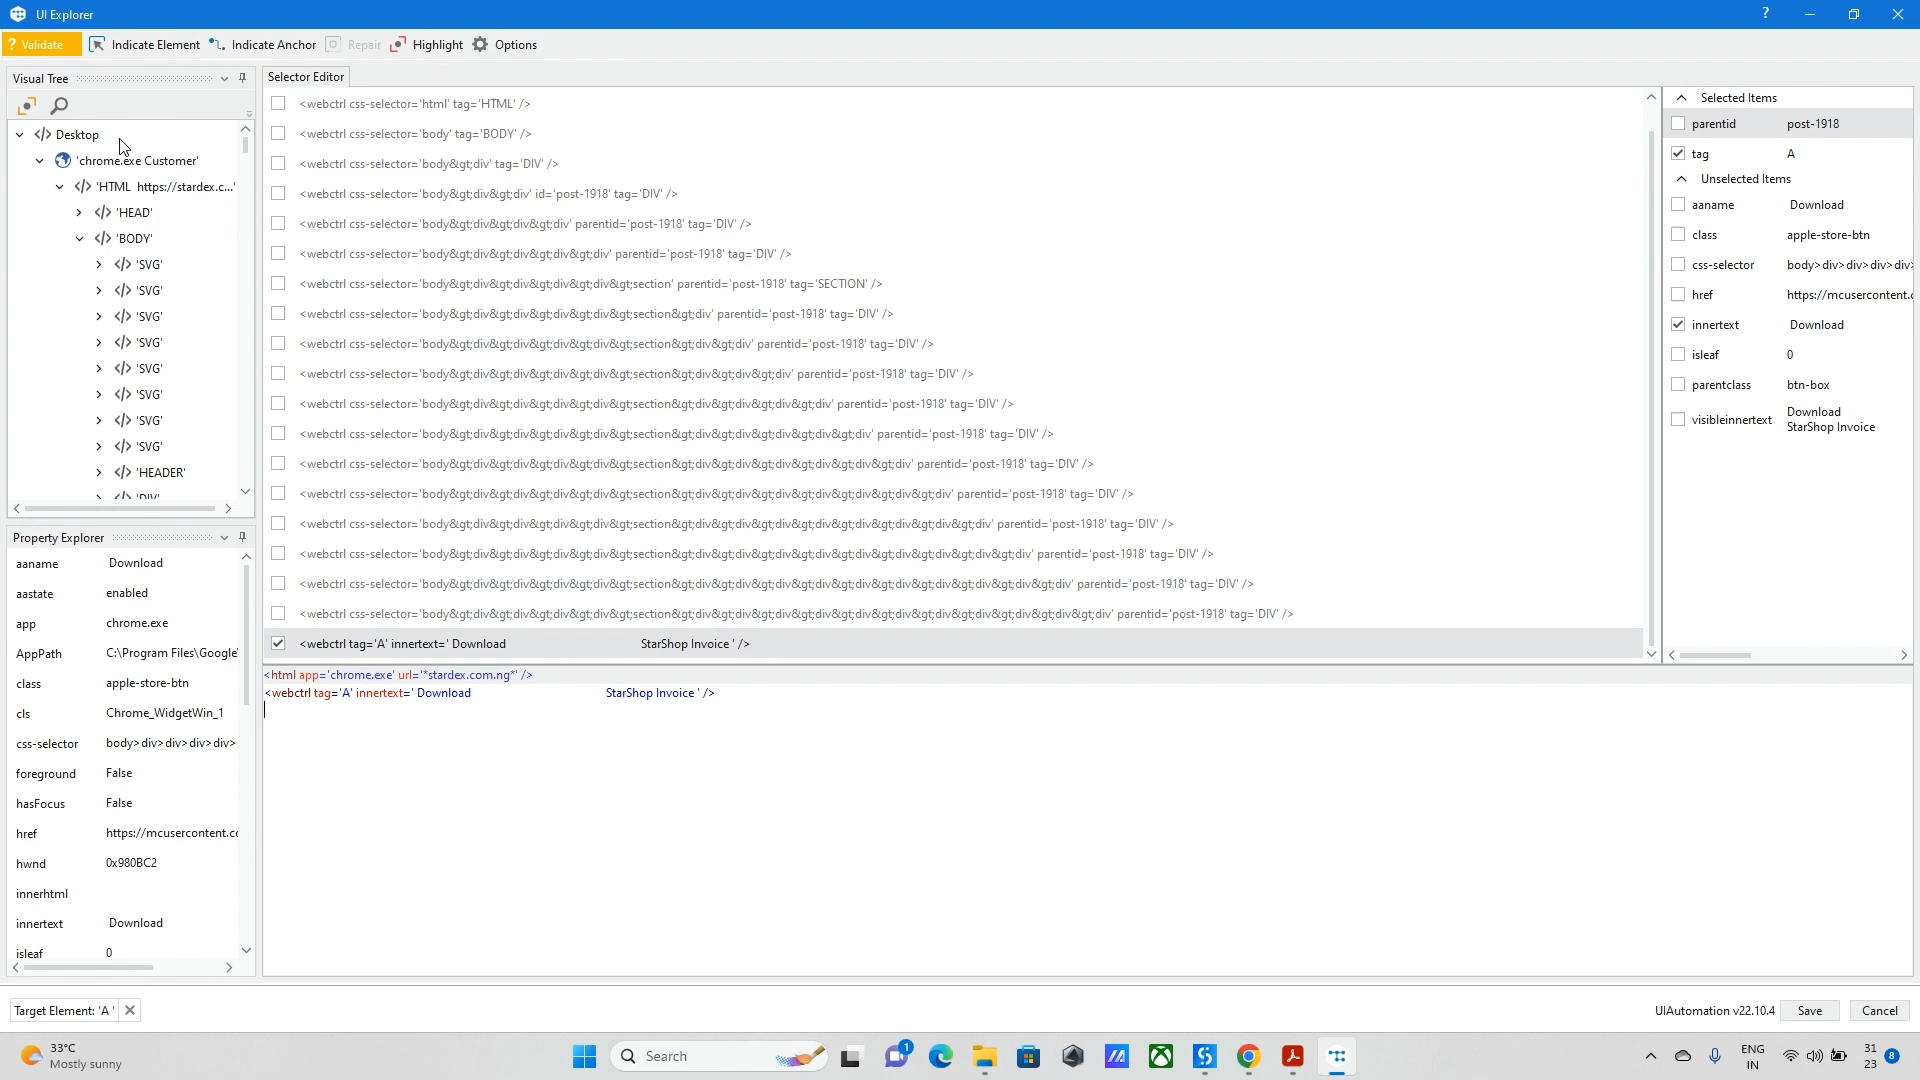 UI Explorer
?
? Validate
Indicate Element
Indicate Anchor
Repair
Highlight
Options
Visual Tree
Selector Editor
</> Desktop
'chrome.exe Customer'
</> 'HTML https://stardex.c...'
</> 'HEAD'
</> 'BODY'
</> 'SVG'
</> 'SVG'
</> 'SVG'
</> 'SVG'
</> 'SVG'
</> 'SVG'
</> 'SVG'
</> 'SVG'
</> 'HEADER'
</> 'DIV'
<webctrl css-selector='html' tag='HTML' />
<webctrl css-selector='body' tag='BODY' />
<webctrl css-selector='body&gt;div' tag='DIV' />
<webctrl css-selector='body&gt;div&gt;div' id='post-1918' tag='DIV' />
<webctrl css-selector='body&gt;div&gt;div&gt;div' parentid='post-1918' tag='DIV' />
<webctrl css-selector='body&gt;div&gt;div&gt;div&gt;div' parentid='post-1918' tag='DIV' />
<webctrl css-selector='body&gt;div&gt;div&gt;div&gt;div&gt;section' parentid='post-1918' tag='SECTION' />
<webctrl css-selector='body&gt;div&gt;div&gt;div&gt;div&gt;section&gt;div' parentid='post-1918' tag='DIV' />
<webctrl css-selector='body&gt;div&gt;div&gt;div&gt;div&gt;section&gt;div&gt;div' parentid='post-1918' tag='DIV' />
<webctrl css-selector='body&gt;div&gt;div&gt;div&gt;div&gt;section&gt;div&gt;div&gt;div' parentid='post-1918' tag='DIV' />
<webctrl css-selector='body&gt;div&gt;div&gt;div&gt;div&gt;section&gt;div&gt;div&gt;div&gt;div' parentid='post-1918' tag='DIV' />
<webctrl css-selector='body&gt;div&gt;div&gt;div&gt;div&gt;section&gt;div&gt;div&gt;div&gt;div&gt;div' parentid='post-1918' tag='DIV' />
<webctrl css-selector='body&gt;div&gt;div&gt;div&gt;div&gt;section&gt;div&gt;div&gt;div&gt;div&gt;div&gt;div' parentid='post-1918' tag='DIV' />
<webctrl css-selector='body&gt;div&gt;div&gt;div&gt;div&gt;section&gt;div&gt;div&gt;div&gt;div&gt;div&gt;div&gt;div' parentid='post-1918' tag='DIV' />
<webctrl css-selector='body&gt;div&gt;div&gt;div&gt;div&gt;section&gt;div&gt;div&gt;div&gt;div&gt;div&gt;div&gt;div&gt;div' parentid='post-1918' tag='DIV' />
<webctrl css-selector='body&gt;div&gt;div&gt;div&gt;div&gt;section&gt;div&gt;div&gt;div&gt;div&gt;div&gt;div&gt;div&gt;div&gt;div' parentid='post-1918' tag='DIV' />
<webctrl css-selector='body&gt;div&gt;div&gt;div&gt;div&gt;section&gt;div&gt;div&gt;div&gt;div&gt;div&gt;div&gt;div&gt;div&gt;div&gt;div' parentid='post-1918' tag='DIV' />
<webctrl css-selector='body&gt;div&gt;div&gt;div&gt;div&gt;section&gt;div&gt;div&gt;div&gt;div&gt;div&gt;div&gt;div&gt;div&gt;div&gt;div&gt;div' parentid='post-1918' tag='DIV' />
<webctrl tag='A' innertext=' Download StarShop Invoice ' />
<html app='chrome.exe' url='*stardex.com.ng*' />
<webctrl tag='A' innertext=' Download StarShop Invoice ' />
Selected Items
parentid post-1918
tag A
Unselected Items
aaname Download
class apple-store-btn
css-selector body>div>div>div>div>
href https://mcusercontent.c
innertext Download
isleaf 0
parentclass btn-box
visibleinnertext Download
StarShop Invoice
Property Explorer
aaname Download
aastate enabled
app chrome.exe
AppPath C:\Program Files\Google\
class apple-store-btn
cls Chrome_WidgetWin_1
css-selector body>div>div>div>div>
foreground False
hasFocus False
href https://mcusercontent.co
hwnd 0x980BC2
innerhtml
innertext Download
isleaf 0
Target Element: 'A '
UIAutomation v22.10.4
Save
Cancel
33°C
Mostly sunny
Search
1
ENG
IN
31
23
8